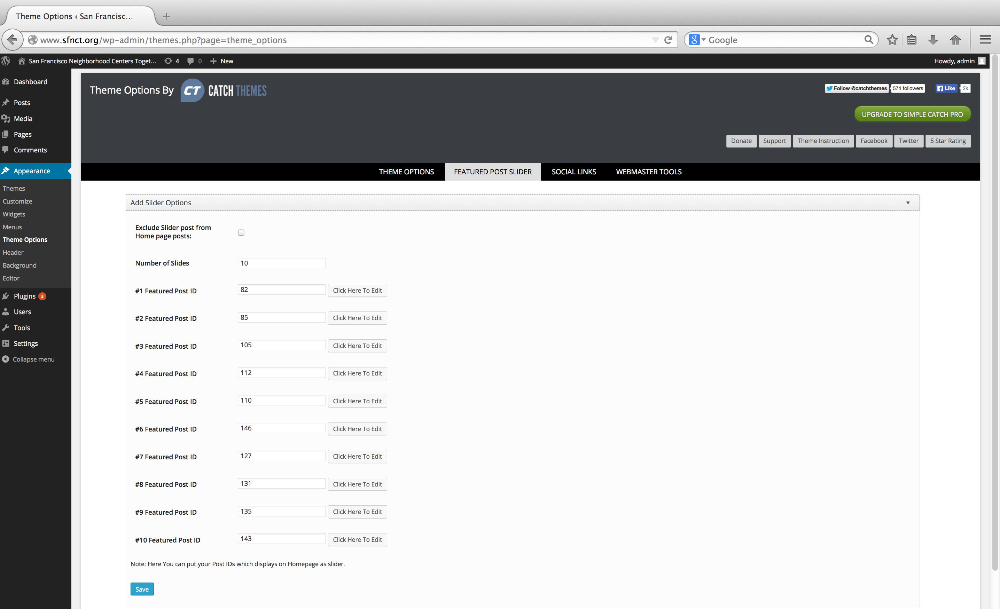 Theme Options ‹ San Francisc...
www.sfnct.org/wp-admin/themes.php?page=theme_options
Google
San Francisco Neighborhood Centers Toget... 4 0 New
Howdy, admin
Dashboard
Posts
Media
Pages
Comments
Appearance
Themes
Customize
Widgets
Menus
Theme Options
Header
Background
Editor
Plugins 3
Users
Tools
Settings
Collapse menu
Theme Options By CT CATCH THEMES
Follow @catchthemes 574 followers Like 2k
UPGRADE TO SIMPLE CATCH PRO
Donate Support Theme Instruction Facebook Twitter 5 Star Rating
THEME OPTIONS FEATURED POST SLIDER SOCIAL LINKS WEBMASTER TOOLS
Add Slider Options
Exclude Slider post from
Home page posts:
Number of Slides 10
#1 Featured Post ID 82 Click Here To Edit
#2 Featured Post ID 85 Click Here To Edit
#3 Featured Post ID 105 Click Here To Edit
#4 Featured Post ID 112 Click Here To Edit
#5 Featured Post ID 110 Click Here To Edit
#6 Featured Post ID 146 Click Here To Edit
#7 Featured Post ID 127 Click Here To Edit
#8 Featured Post ID 131 Click Here To Edit
#9 Featured Post ID 135 Click Here To Edit
#10 Featured Post ID 143 Click Here To Edit
Note: Here You can put your Post IDs which displays on Homepage as slider.
Save